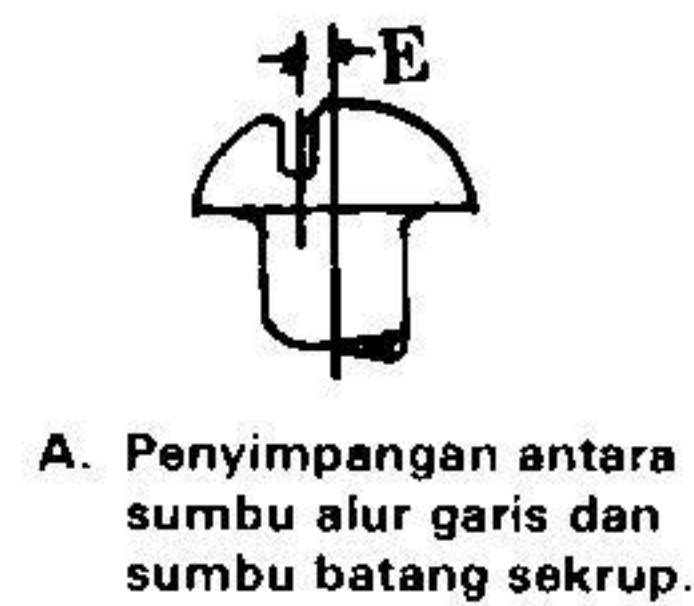 E
A. Penyimpangan antara
sumbu alur garis dan
sumbu batang sekrup.